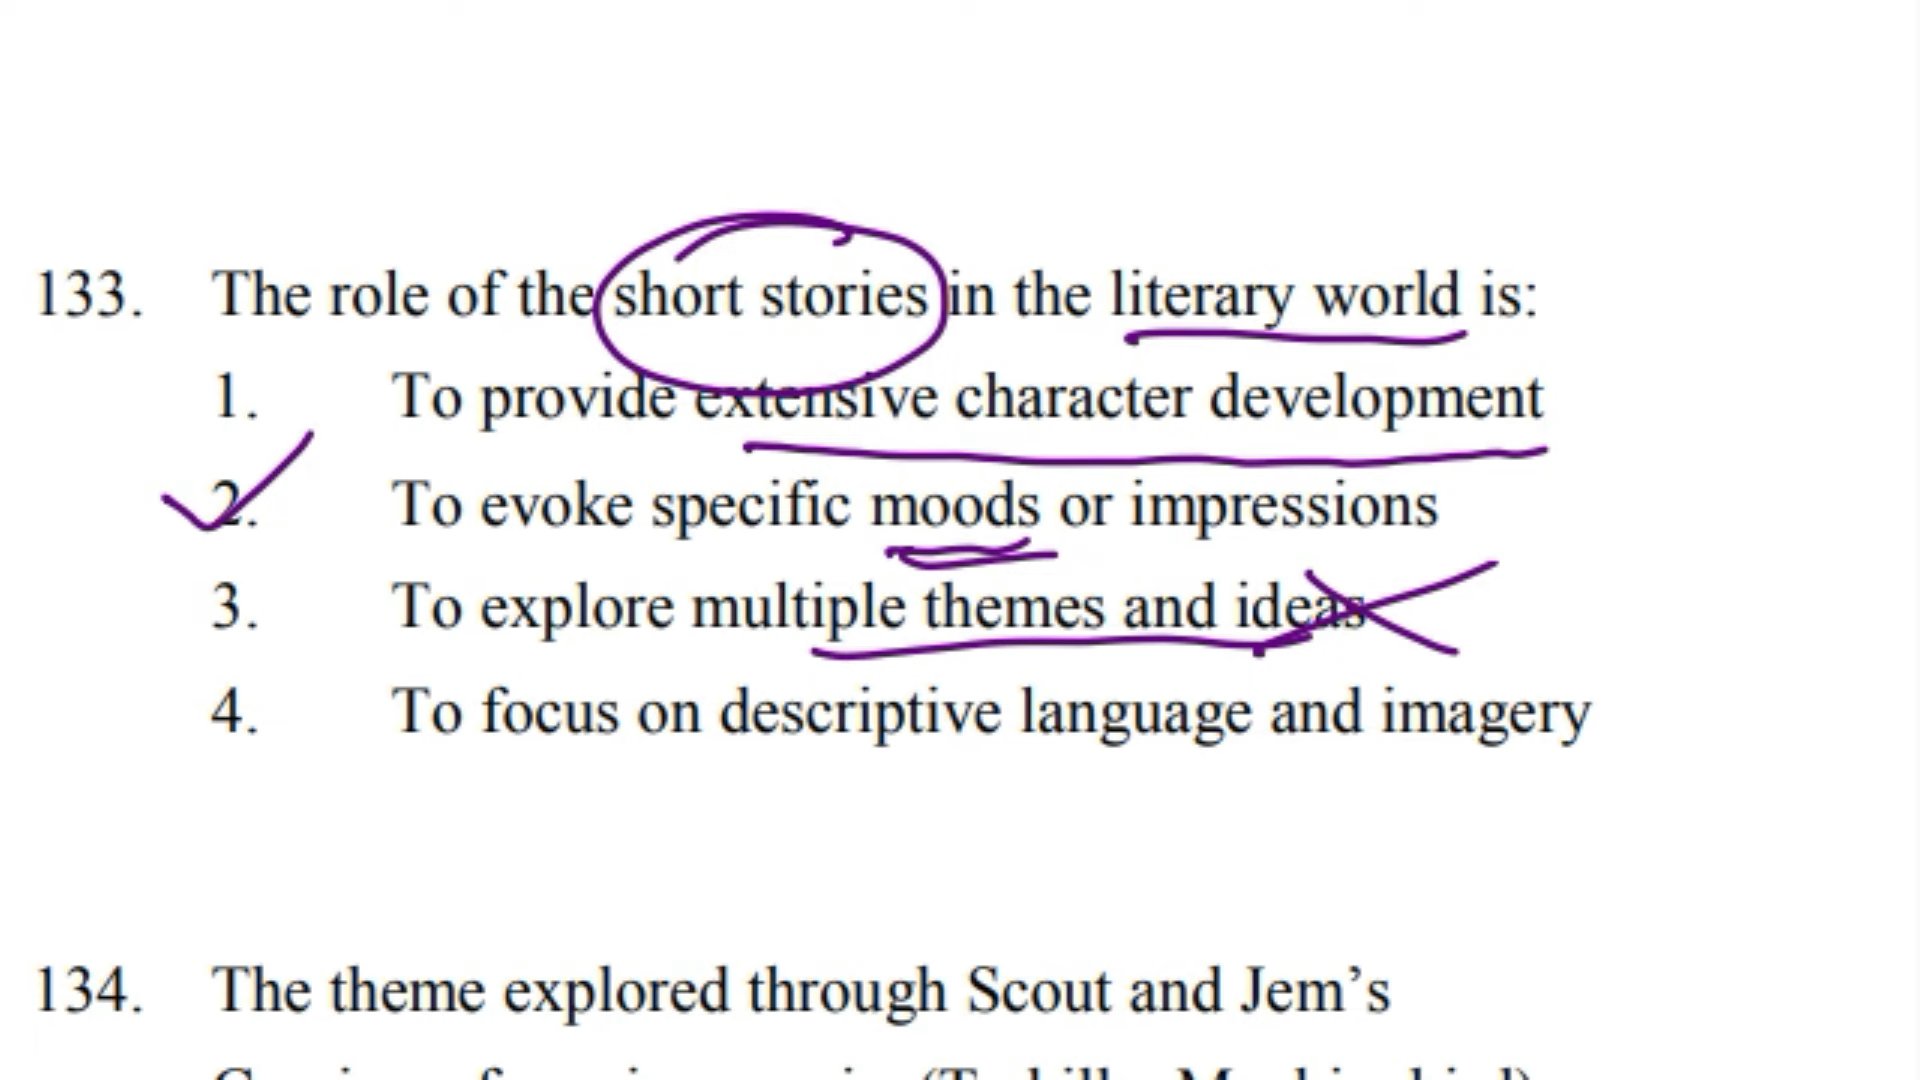 133. The role of the short stories in the literary world is:
1. To provide extensive character development
2. To evoke specific moods or impressions
3. To explore multiple themes and ideas
4. To focus on descriptive language and imagery
134. The theme explored through Scout and Jem's